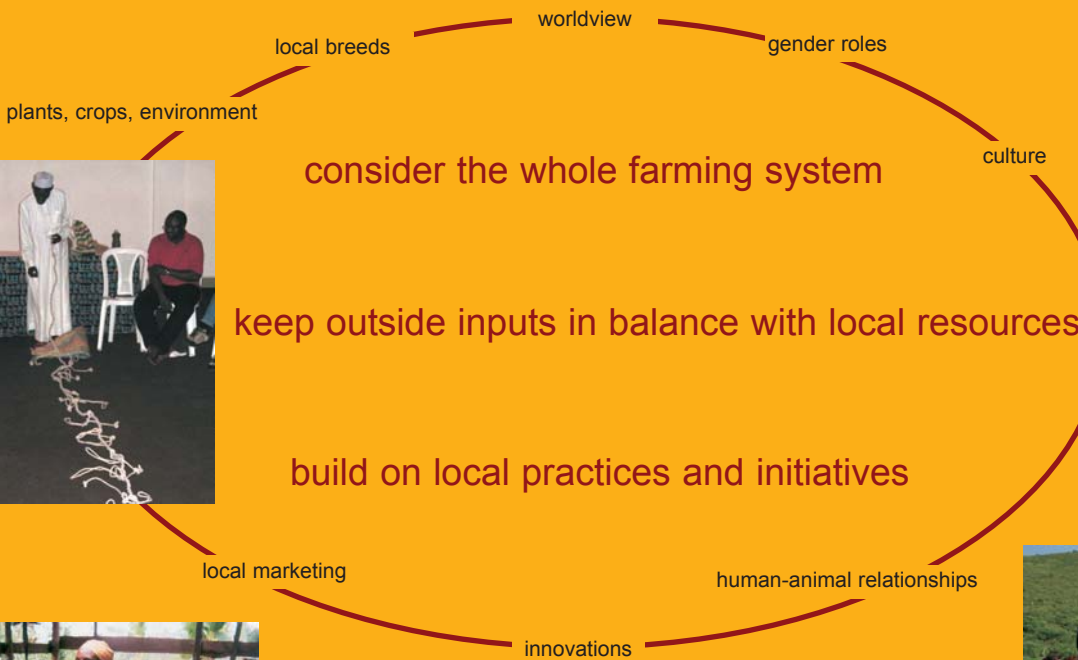 worldview
local breeds
gender roles
plants, crops, environment
culture
consider the whole farming system
keep outside inputs in balance with local resources
build on local practices and initiatives
local marketing
human-animal relationships
innovations